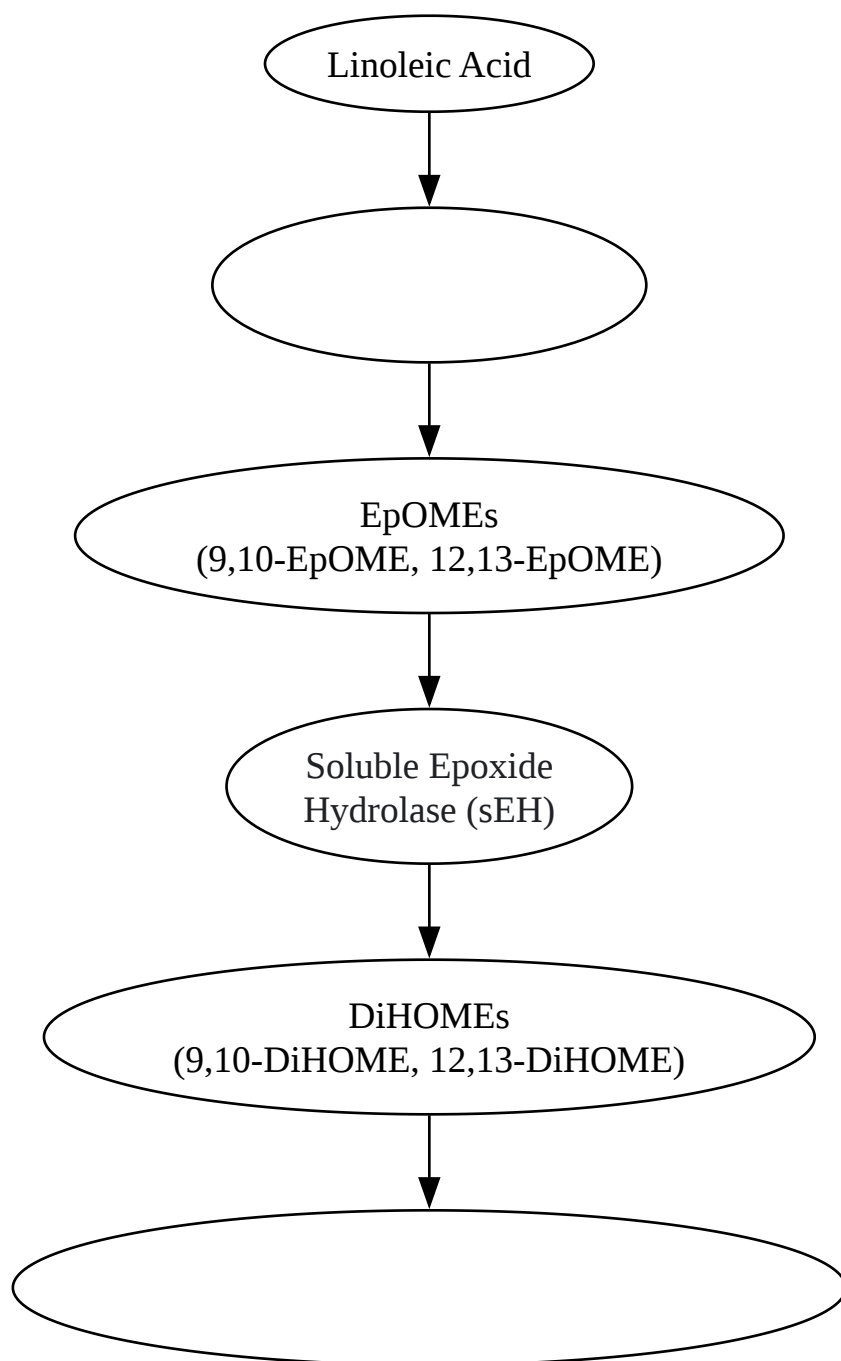 Linoleic Acid
EpOMEs
(9,10-EpOME, 12,13-EpOME)
Soluble Epoxide
Hydrolase (sEH)
DiHOMEs
(9,10-DiHOME, 12,13-DiHOME)